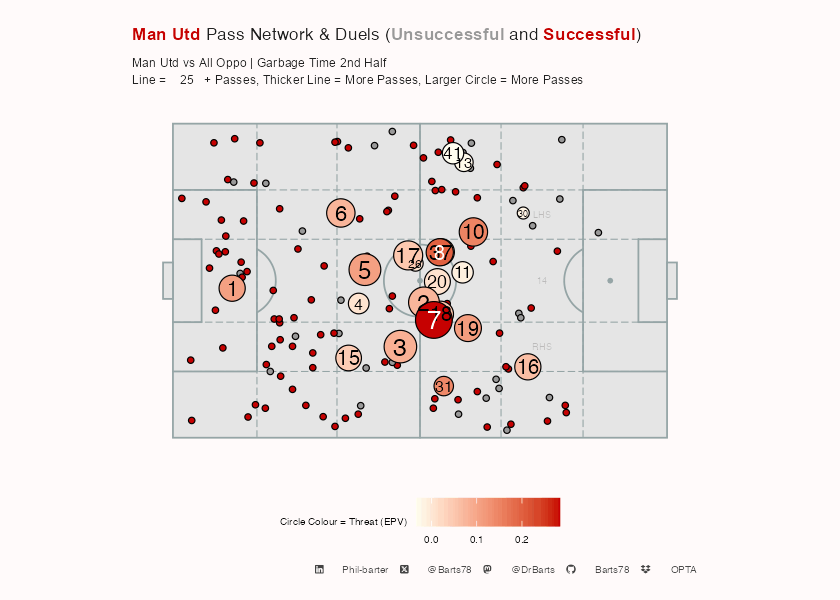 Man Utd Pass Network & Duels (Unsuccessful and Successful)
Man Utd vs All Oppo | Garbage Time 2nd Half
Line = 25 + Passes, Thicker Line = More Passes, Larger Circle = More Passes
41
13
6
30
LHS
10
17
37
26
5
11
14
20
1
4
2
8
7
19
RHS
3
15
16
31
Circle Colour = Threat (EPV)
0.0 0.1 0.2
Phil-barter @Barts78 @DrBarts Barts78 OPTA